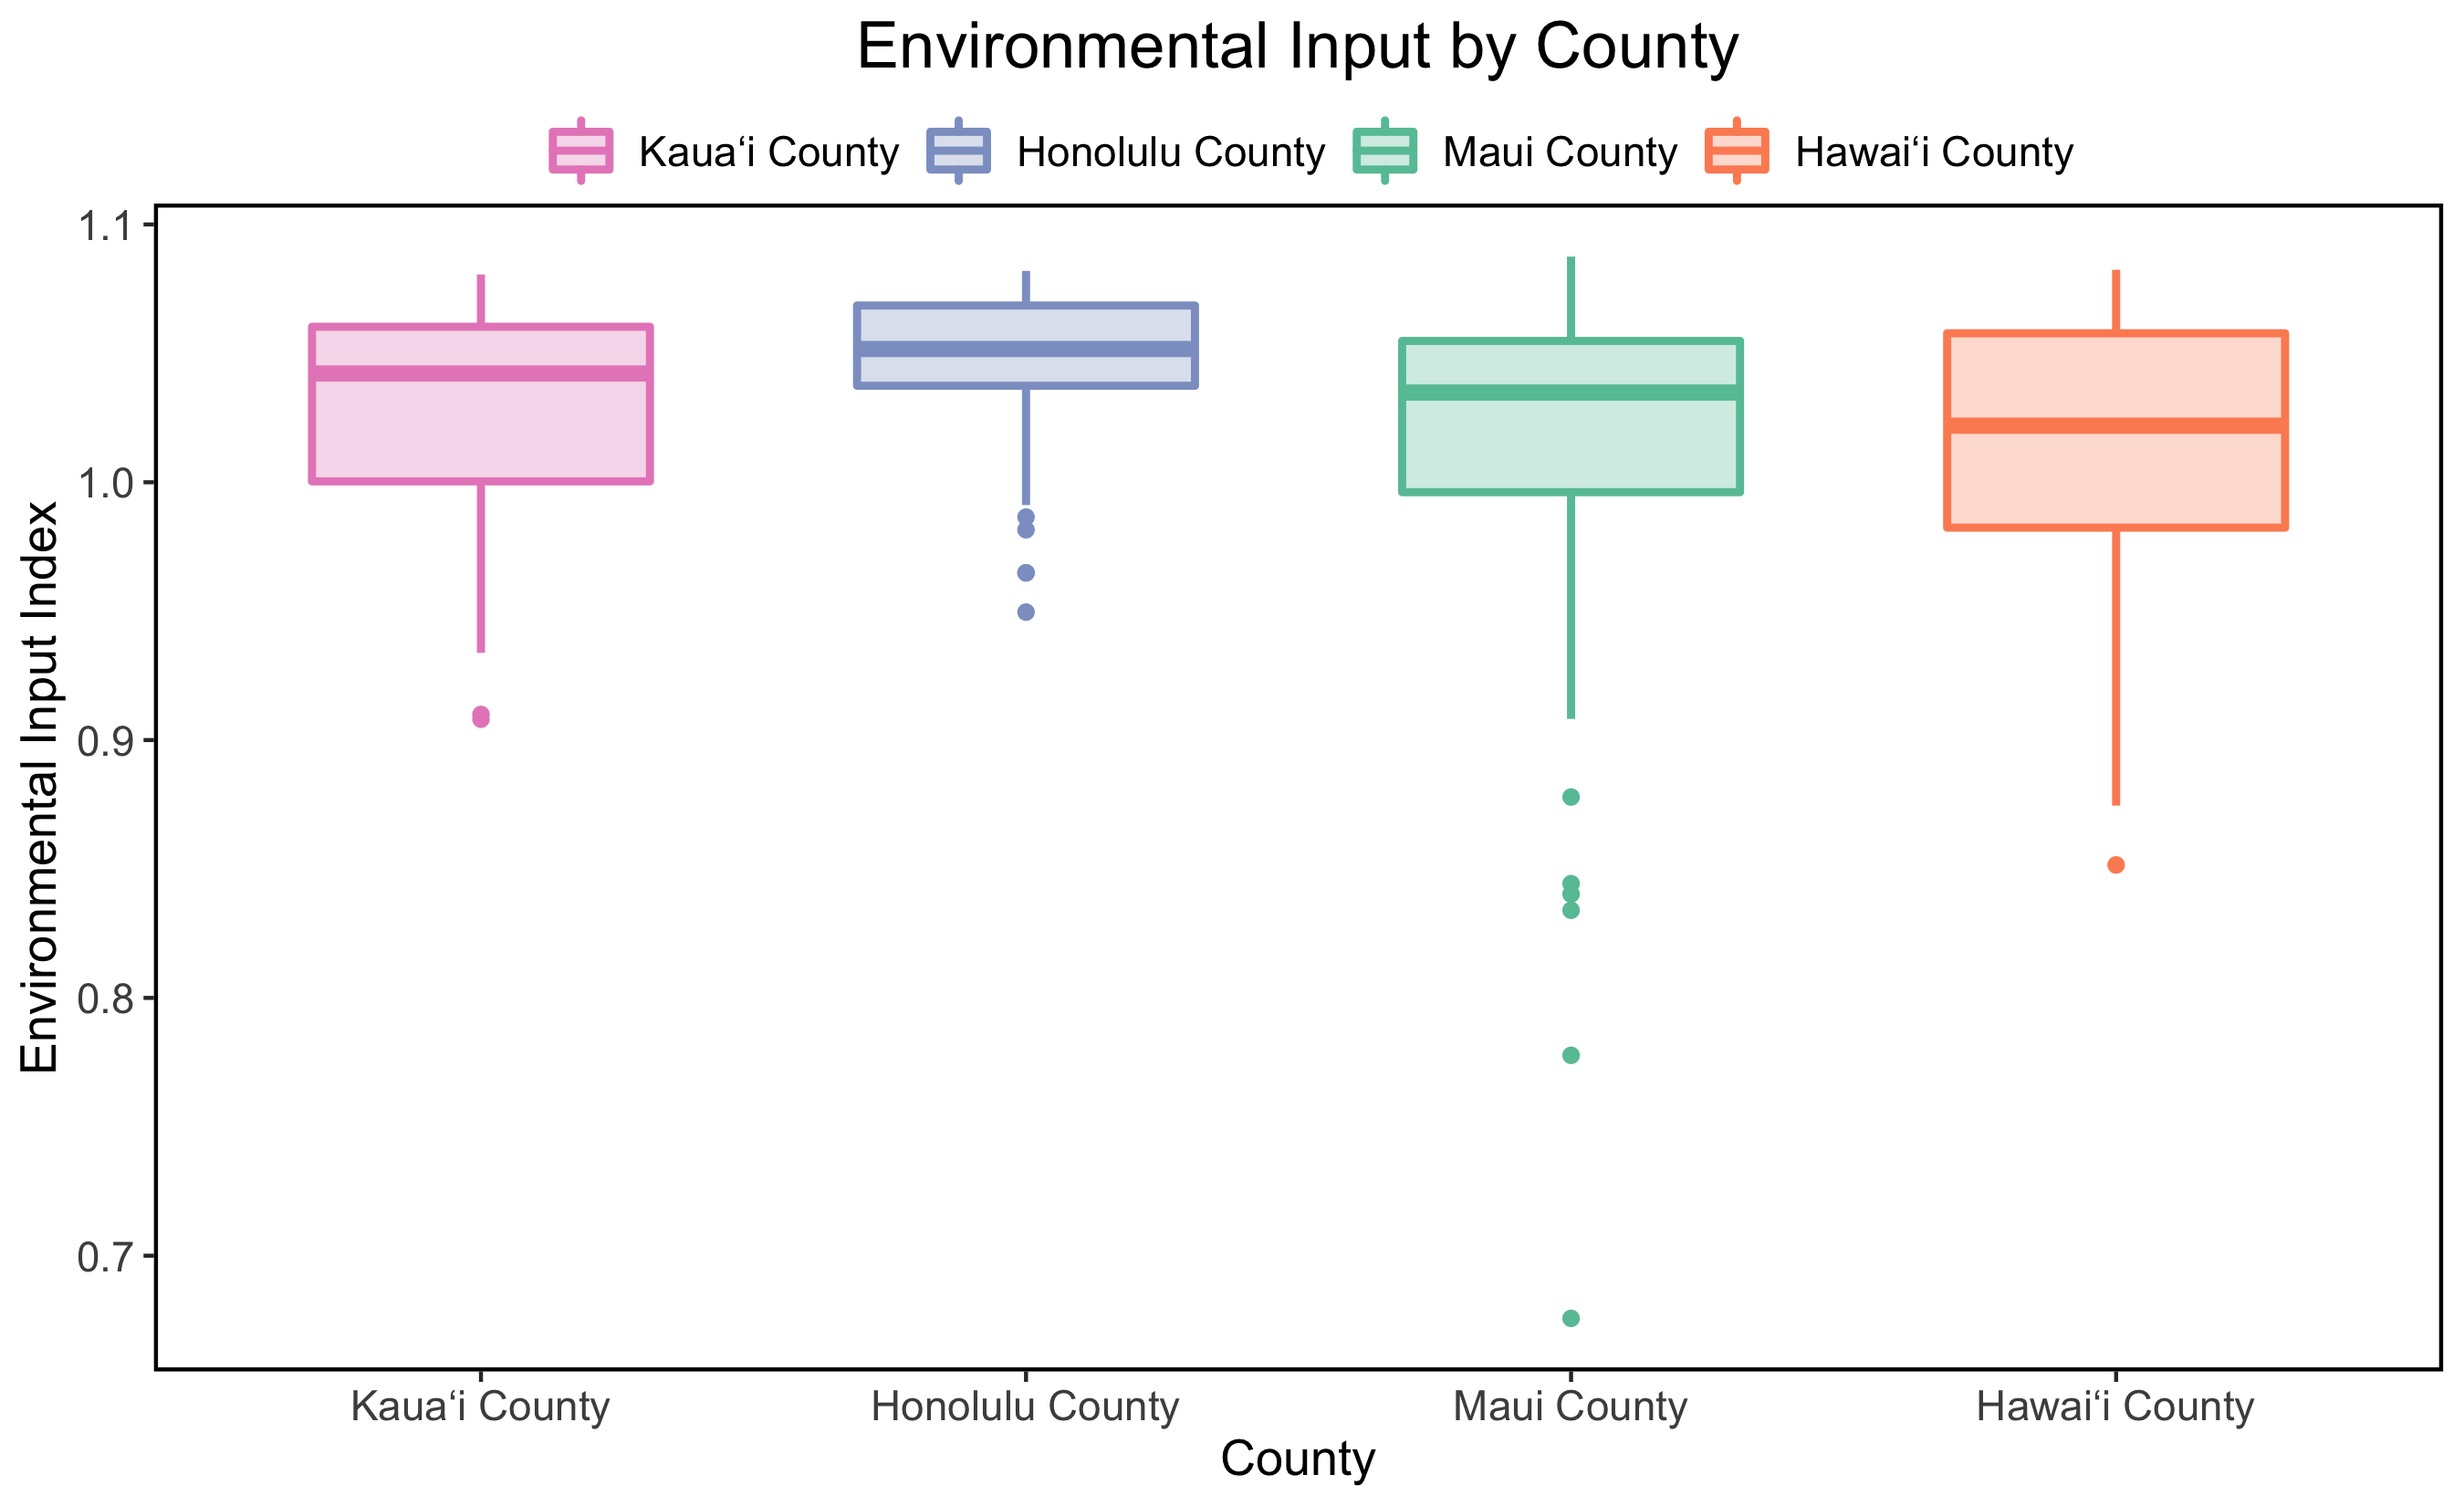 Environmental Input by County
Kauaʻi County Honolulu County Maui County Hawaiʻi County
1.1
1.0
0.9
0.8
0.7
Environmental Input Index
Kauaʻi County Honolulu County Maui County Hawaiʻi County
County